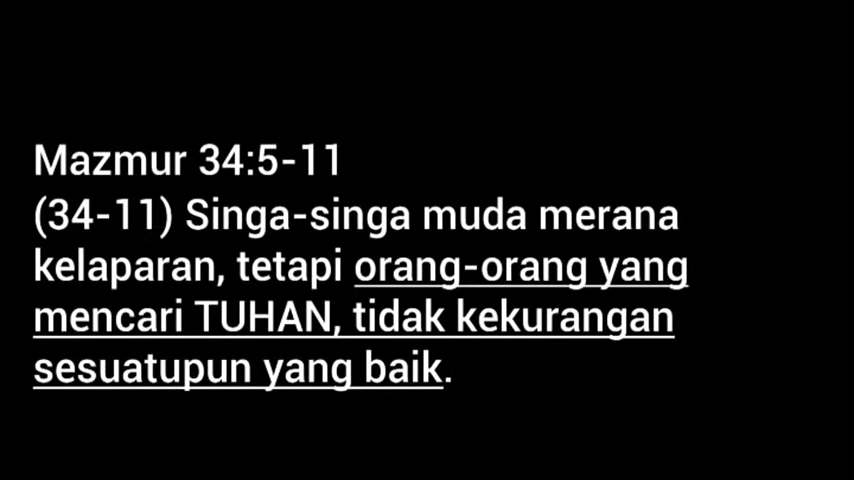 Mazmur 34:5-11
(34-11) Singa-singa muda merana
kelaparan, tetapi orang-orang yang
mencari TUHAN, tidak kekurangan
sesuatupun yang baik.